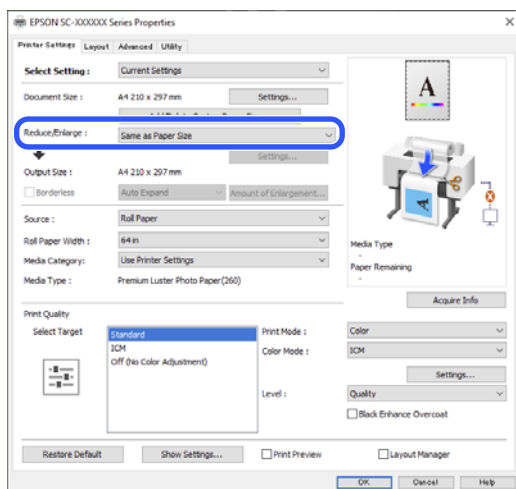 EPSON SC-XXXXXX Series Properties
Printer Settings Layout Advanced Utility
Select Setting : Current Settings
Document Size : A4 210 x 297 mm Settings...
Reduce/Enlarge : Same as Paper Size
Settings...
Output Size : A4 210 x 297 mm
Borderless Auto Expand Amount of Enlargement...
Source : Roll Paper
Roll Paper Width : 64 in
Media Category: Use Printer Settings
Media Type : Premium Luster Photo Paper(260)
A
Media Type
-
Paper Remaining
-
Acquire Info
Print Quality
Select Target
Standard
ICM
Off (No Color Adjustment)
Print Mode : Color
Color Mode : ICM
Settings...
Level : Quality
Black Enhance Overcoat
Restore Default Show Settings... Print Preview Layout Manager
OK Cancel Help